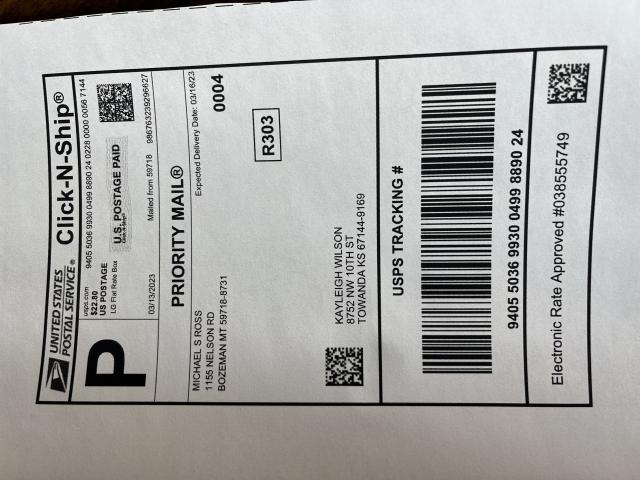 UNITED STATES
POSTAL SERVICE®
Click-N-Ship®
P
usps.com
$22.80
US POSTAGE
LG Flat Rate Box
9405 5036 9930 0499 8890 24 0228 0000 0056 7144
U.S. POSTAGE PAID
Click-N-Ship®
03/13/2023
Mailed from 59718
986763239296627
PRIORITY MAIL®
MICHAEL S ROSS
1155 NELSON RD
BOZEMAN MT 59718-8731
Expected Delivery Date: 03/16/23
0004
R303
KAYLEIGH WILSON
8752 NW 10TH ST
TOWANDA KS 67144-9169
USPS TRACKING #
9405 5036 9930 0499 8890 24
Electronic Rate Approved #038555749